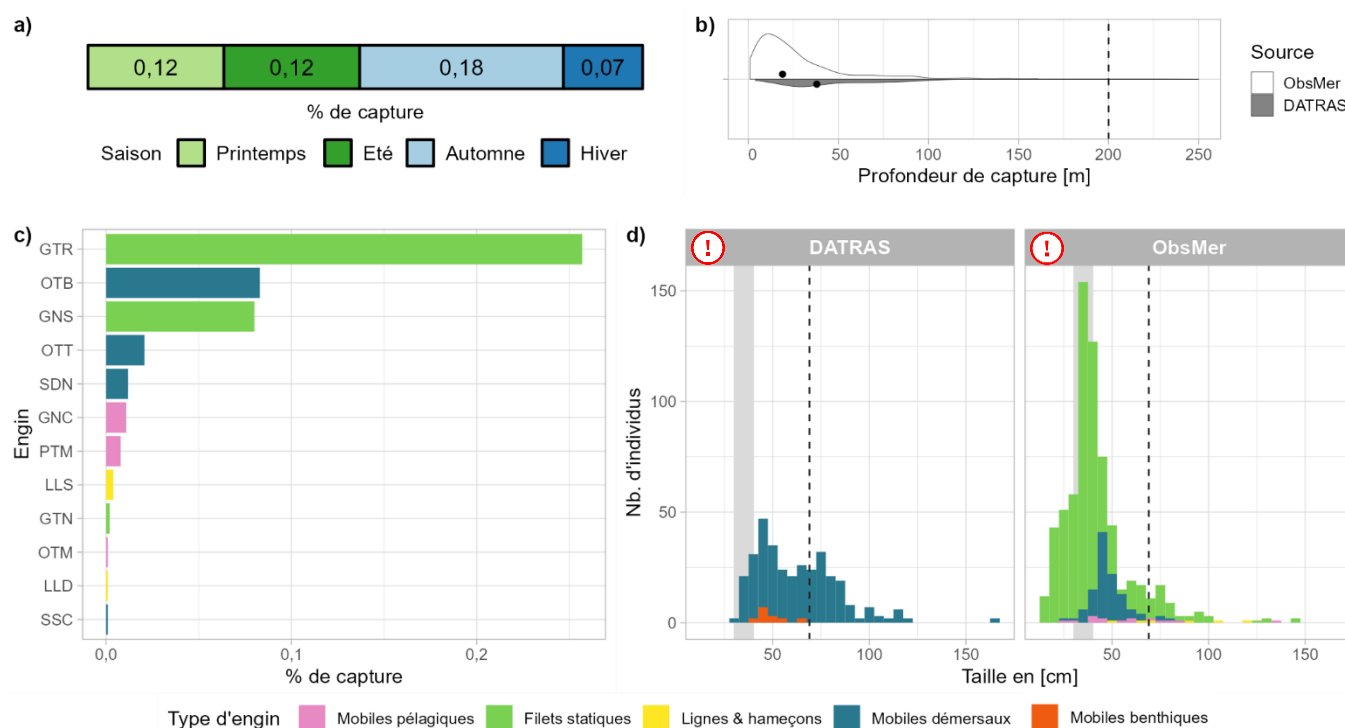 a)
0,12 0,12 0,18 0,07
% de capture
Saison Printemps Eté Automne Hiver
b)
0 50 100 150 200 250
Profondeur de capture [m]
Source
ObsMer
DATRAS
c)
Engin
GTR
OTB
GNS
OTT
SDN
GNC
PTM
LLS
GTN
OTM
LLD
SSC
0,0 0,1 0,2
% de capture
d)
! DATRAS ! ObsMer
Nb. d'individus
150
100
50
0
50 100 150 50 100 150
Taille en [cm]
Type d'engin Mobiles pélagiques Filets statiques Lignes & hameçons Mobiles démersaux Mobiles benthiques